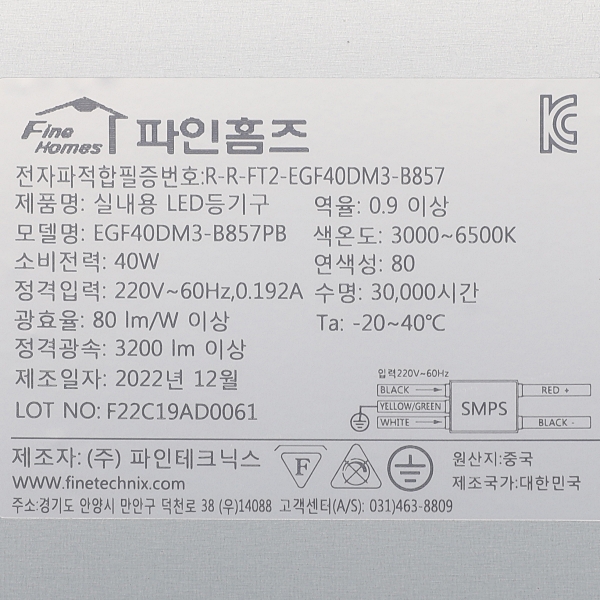 Fine Homes 파인홈즈
전자파적합필증번호:R-R-FT2-EGF40DM3-B857
제품명: 실내용 LED등기구
모델명: EGF40DM3-B857PB
소비전력: 40W
정격입력: 220V~60Hz,0.192A
광효율: 80 lm/W 이상
정격광속: 3200 lm 이상
제조일자: 2022년 12월
LOT NO: F22C19AD0061
역율: 0.9 이상
색온도: 3000~6500K
연색성: 80
수명: 30,000시간
Ta: -20~40℃
입력220V~60Hz
BLACK
YELLOW/GREEN
WHITE
SMPS
RED +
BLACK -
제조자: (주) 파인테크닉스
www.finetechnix.com
F
원산지:중국
제조국가:대한민국
주소:경기도 안양시 만안구 덕천로 38 (우)14088 고객센터(A/S): 031)463-8809